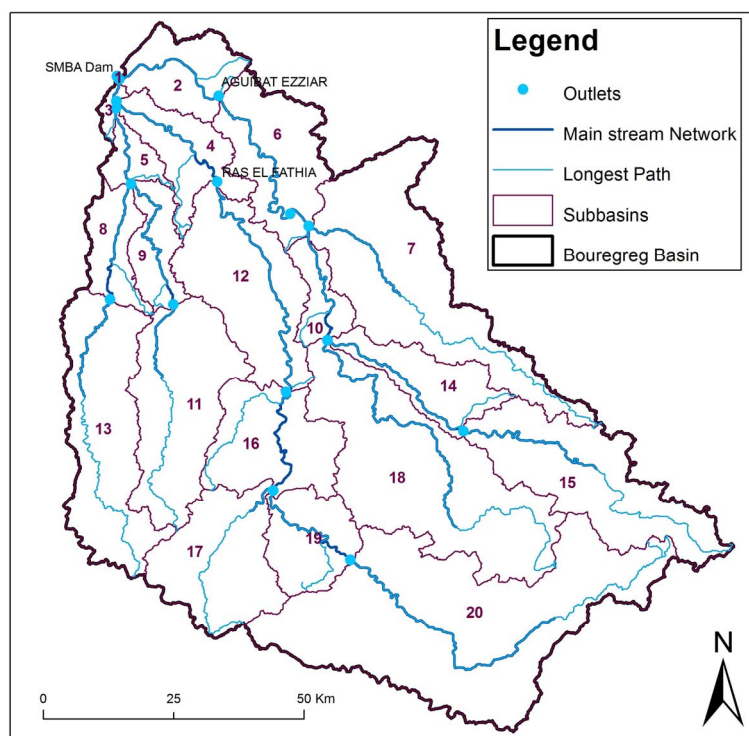 Legend
Outlets
Main stream Network
Longest Path
Subbasins
Bouregreg Basin
SMBA Dam
1
2
AGUIBAT EZZIAR
3
4
6
5
RAS EL FATHIA
8
9
7
12
10
14
13
11
16
18
15
17
19
20
N
0 25 50 Km